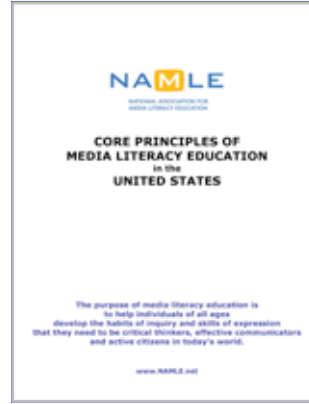 NAMLE
NATIONAL ASSOCIATION FOR
MEDIA LITERACY EDUCATION
CORE PRINCIPLES OF
MEDIA LITERACY EDUCATION
in the
UNITED STATES
The purpose of media literacy education is
to help individuals of all ages
develop the habits of inquiry and skills of expression
that they need to be critical thinkers, effective communicators
and active citizens in today's world.
www.NAMLE.net